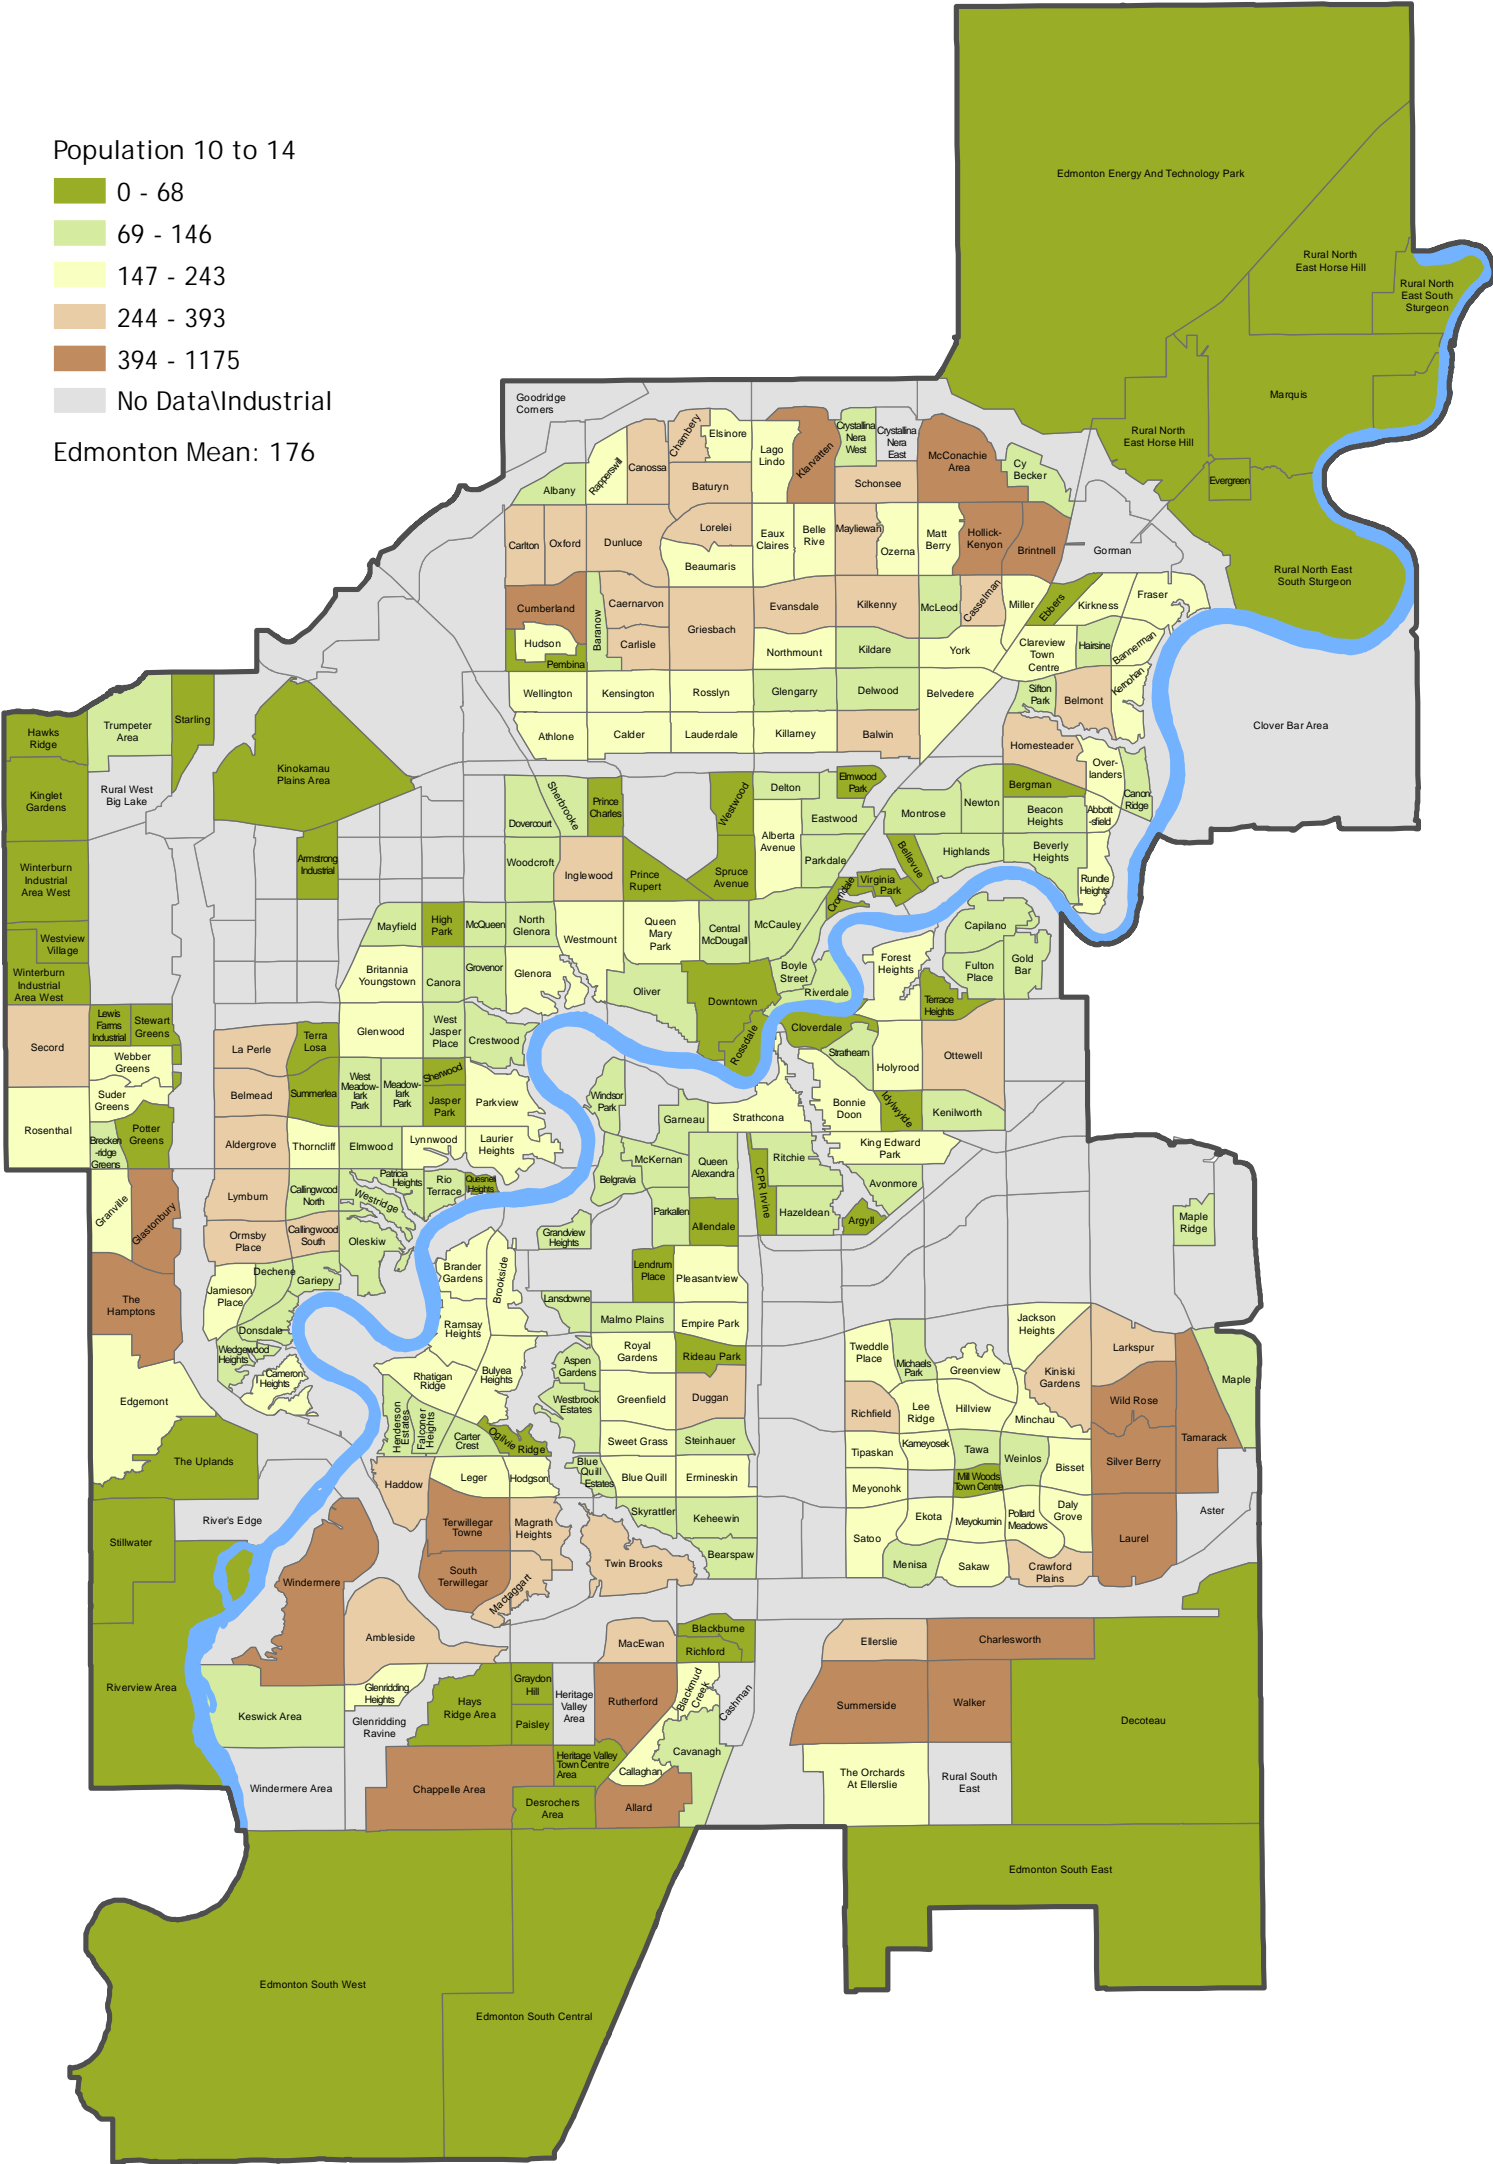 Population 10 to 14
0 - 68
69 - 146
147 - 243
244 - 393
394 - 1175
No Data\Industrial
Edmonton Mean: 176
Edmonton Energy And Technology Park
Rural North
East Horse Hill
Rural North
East South
Sturgeon
Marquis
Rural North
East Horse Hill
Evergreen
Rural North East
South Sturgeon
Goodridge
Corners
Chambery
Elsinore
Lago
Lindo
Klarvatten
Crystallina
Nera
West
Crystallina
Nera
East
McConachie
Area
Cy
Becker
Rapperswill
Canossa
Albany
Baturyn
Schonsee
Carlton
Oxford
Dunluce
Lorelei
Beaumaris
Eaux
Claires
Belle
Rive
Mayliewan
Ozerna
Matt
Berry
Hollick-
Kenyon
Brintnell
Gorman
Cumberland
Baranow
Caernarvon
Carlisle
Griesbach
Evansdale
Kilkenny
McLeod
Casselman
Miller
Ebbers
Kirkness
Fraser
Hudson
Pembina
Northmount
Kildare
York
Clareview
Town
Centre
Hairsine
Bannerman
Kernohan
Wellington
Kensington
Rosslyn
Glengarry
Delwood
Belvedere
Sifton
Park
Belmont
Clover Bar Area
Athlone
Calder
Lauderdale
Killarney
Balwin
Homesteader
Over-
landers
Canon
Ridge
Hawks
Ridge
Trumpeter
Area
Starling
Kinokamau
Plains Area
Kinglet
Gardens
Rural West
Big Lake
Sherbrooke
Dovercourt
Prince
Charles
Westwood
Delton
Elmwood
Park
Eastwood
Montrose
Newton
Bergman
Beacon
Heights
Abbott
-sfield
Armstrong
Industrial
Woodcroft
Inglewood
Prince
Rupert
Spruce
Avenue
Alberta
Avenue
Parkdale
Bellevue
Highlands
Beverly
Heights
Rundle
Heights
Virginia
Park
Cromdale
Winterburn
Industrial
Area West
Westview
Village
Winterburn
Industrial
Area West
Mayfield
High
Park
McQueen
North
Glenora
Westmount
Queen
Mary
Park
Central
McDougall
McCauley
Capilano
Gold
Bar
Fulton
Place
Forest
Heights
Terrace
Heights
Britannia
Youngstown
Canora
Grovenor
Glenora
Oliver
Downtown
Boyle
Street
Riverdale
Rossdale
Cloverdale
Strathearn
Holyrood
Ottewell
Secord
Lewis
Farms
Industrial
Stewart
Greens
Webber
Greens
Suder
Greens
Rosenthal
Brecken
-ridge
Greens
Potter
Greens
La Perle
Terra
Losa
Glenwood
West
Jasper
Place
Crestwood
Belmead
Summerlea
West
Meadow-
lark
Park
Meadow-
lark
Park
Sherwood
Jasper
Park
Parkview
Windsor
Park
Garneau
Strathcona
Bonnie
Doon
Idylwylde
Kenilworth
Aldergrove
Thorncliff
Elmwood
Lynnwood
Laurier
Heights
McKernan
Belgravia
Queen
Alexandra
CPR Irvine
Ritchie
King Edward
Park
Avonmore
Hazeldean
Argyll
Granville
Glastonbury
Lymburn
Callingwood
North
Patricia
Heights
Westridge
Rio
Terrace
Quesnell
Heights
Parkallen
Allendale
Maple
Ridge
Ormsby
Place
Callingwood
South
Oleskiw
Grandview
Heights
Lendrum
Place
Pleasantview
The
Hamptons
Jamieson
Place
Dechene
Gariepy
Donsdale
Wedgewood
Heights
Cameron
Heights
Brander
Gardens
Brookside
Ramsay
Heights
Lansdowne
Malmo Plains
Empire Park
Royal
Gardens
Rideau Park
Aspen
Gardens
Westbrook
Estates
Greenfield
Duggan
Rhatigan
Ridge
Bulyea
Heights
Henderson
Estates
Falconer
Heights
Carter
Crest
Ogilvie Ridge
Edgemont
The Uplands
Tweddle
Place
Michaels
Park
Greenview
Jackson
Heights
Kiniski
Gardens
Larkspur
Wild Rose
Tamarack
Maple
Richfield
Lee
Ridge
Hillview
Minchau
Silver Berry
Sweet Grass
Steinhauer
Blue
Quill
Estates
Blue Quill
Ermineskin
Tipaskan
Kameyosek
Tawa
Mill Woods
Town Centre
Weinlos
Bisset
Meyonohk
Haddow
Leger
Hodgson
Skyrattler
Keheewin
Bearspaw
Satoo
Ekota
Meyokumin
Pollard
Meadows
Daly
Grove
Menisa
Sakaw
Crawford
Plains
Laurel
Aster
Stillwater
River's Edge
Terwillegar
Towne
Magrath
Heights
South
Terwillegar
Mactaggart
Twin Brooks
Windermere
Ambleside
MacEwan
Blackburne
Richford
Ellerslie
Charlesworth
Riverview Area
Keswick Area
Glenridding
Heights
Glenridding
Ravine
Hays
Ridge Area
Graydon
Hill
Paisley
Heritage
Valley
Area
Rutherford
Blackmud
Creek
Cashman
Summerside
Walker
Decoteau
Windermere Area
Chappelle Area
Heritage Valley
Town Centre
Area
Callaghan
Cavanagh
Desrochers
Area
Allard
The Orchards
At Ellerslie
Rural South
East
Edmonton South East
Edmonton South West
Edmonton South Central